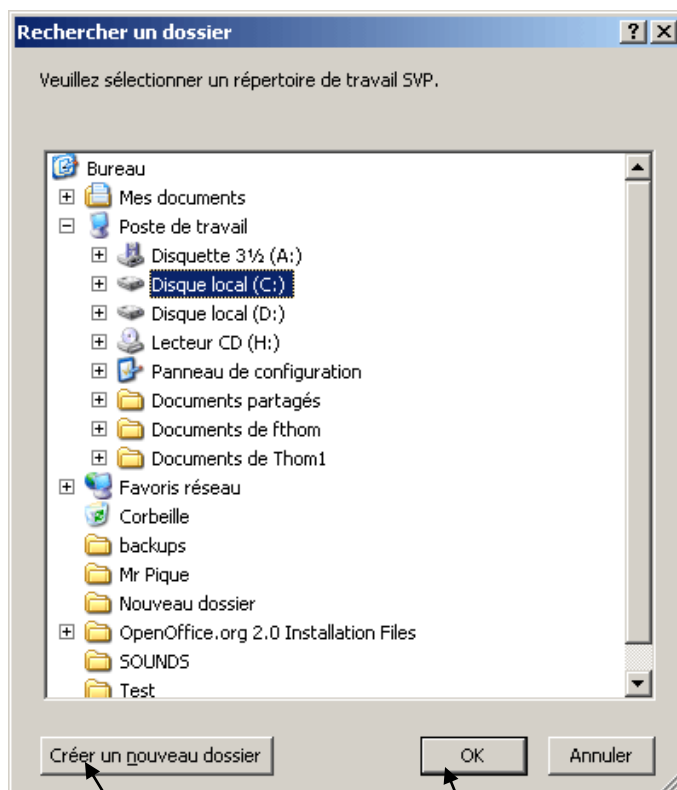 Rechercher un dossier
Veuillez sélectionner un répertoire de travail SVP.
Bureau
Mes documents
Poste de travail
Disquette 3½ (A:)
Disque local (C:)
Disque local (D:)
Lecteur CD (H:)
Panneau de configuration
Documents partagés
Documents de fthom
Documents de Thom1
Favoris réseau
Corbeille
backups
Mr Pique
Nouveau dossier
OpenOffice.org 2.0 Installation Files
SOUNDS
Test
Créer un nouveau dossier OK Annuler